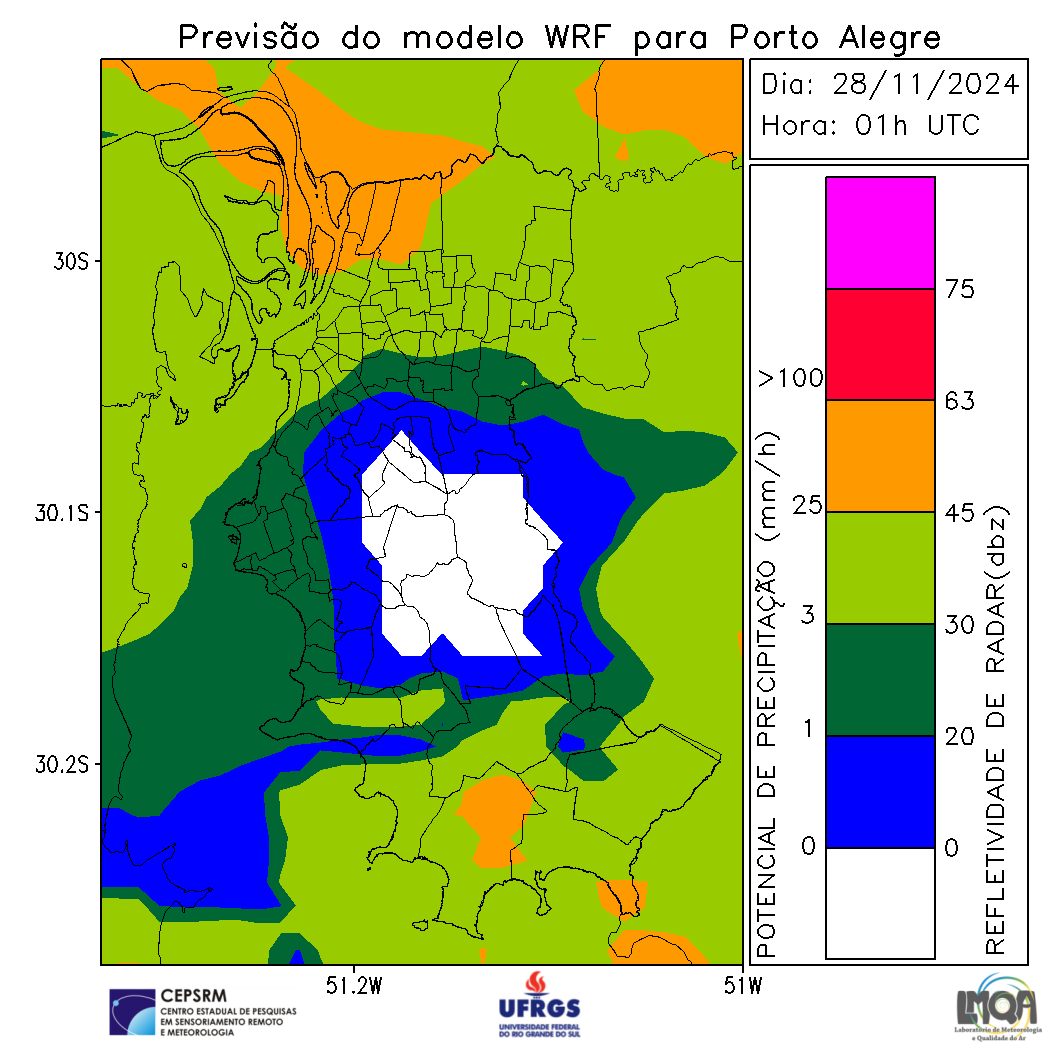 Previsão do modelo WRF para Porto Alegre
Dia: 28/11/2024
Hora: 01h UTC
30S
30.1S
30.2S
51.2W
51W
POTENCIAL DE PRECIPITAÇÃO (mm/h)
>100
25
3
1
0
75
63
45
30
20
0
REFLETIVIDADE DE RADAR(dbz)
CEPSRM
CENTRO ESTADUAL DE PESQUISAS
EM SENSORIAMENTO REMOTO
E METEOROLOGIA
UFRGS
UNIVERSIDADE FEDERAL
DO RIO GRANDE DO SUL
LMQA
Laboratório de Meteorologia
e Qualidade do Ar